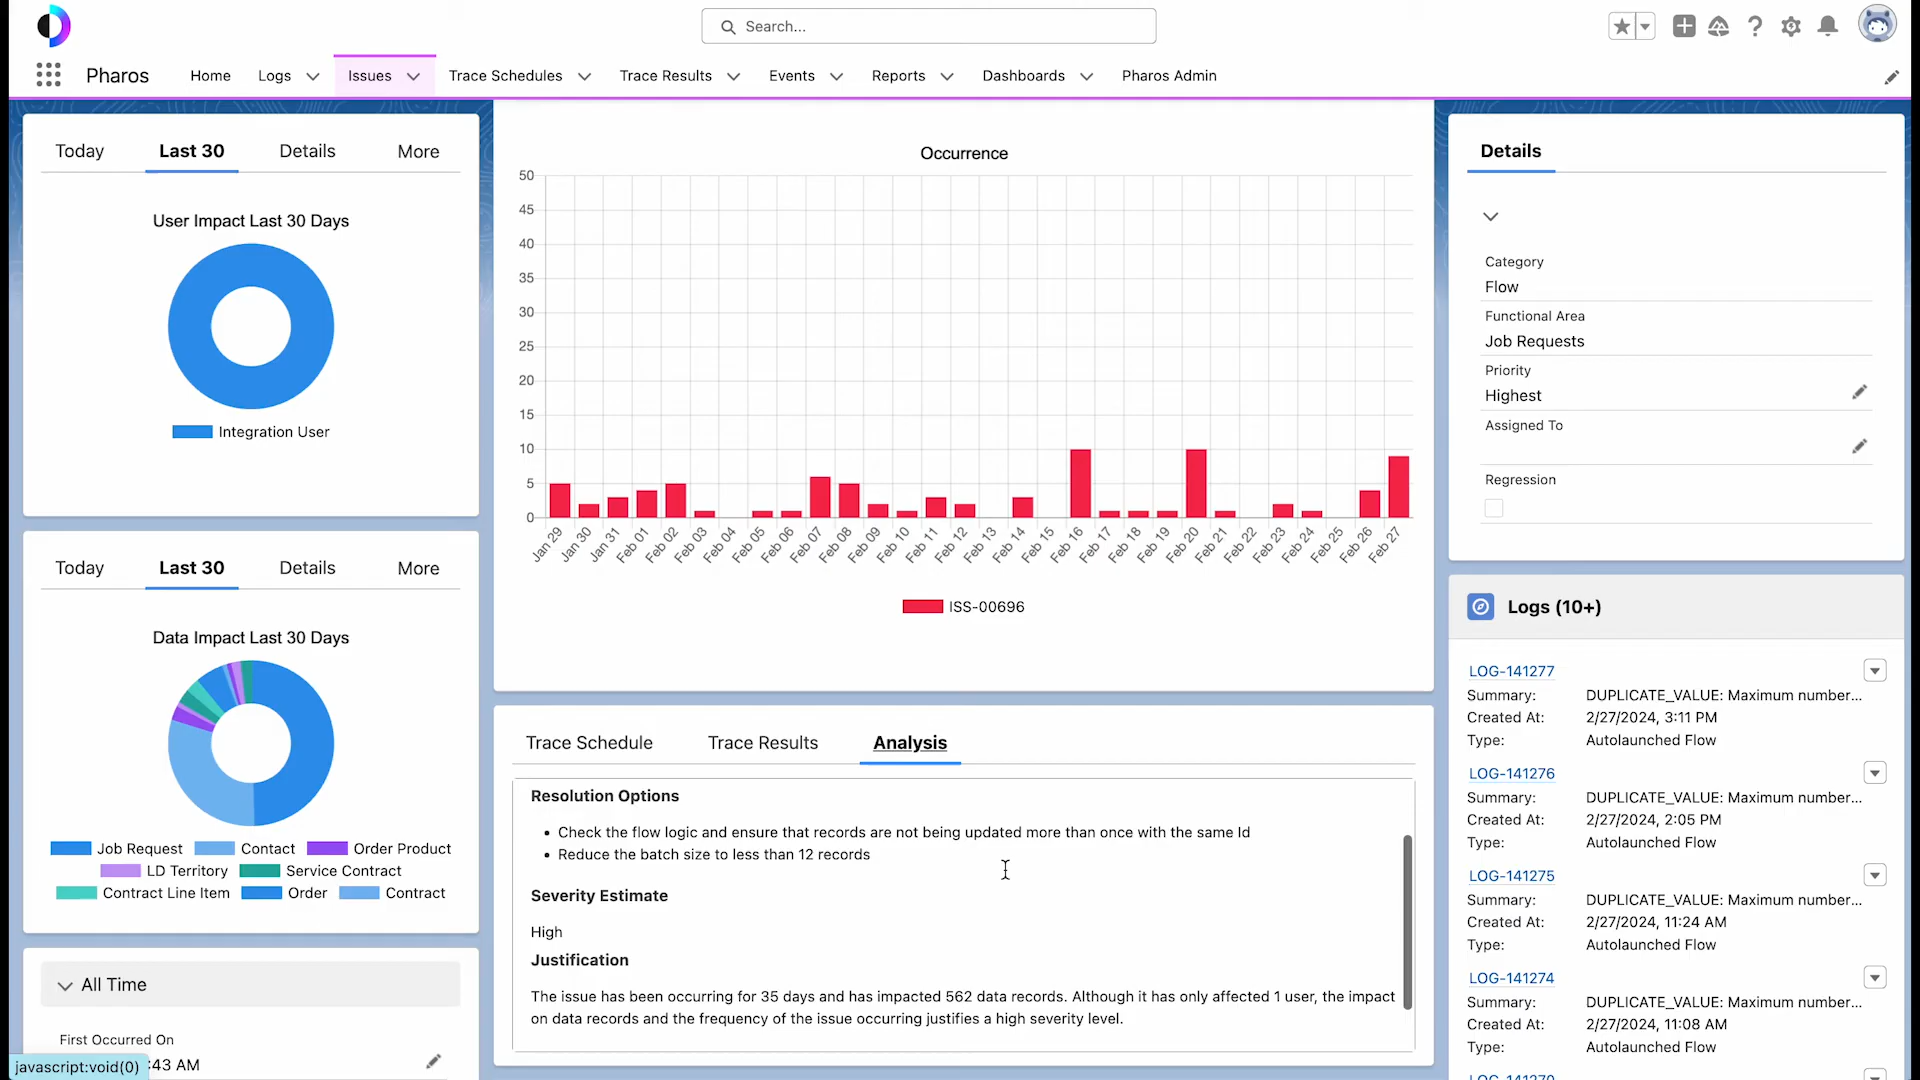 Search...
Pharos
Home
Logs
Issues
Trace Schedules
Trace Results
Events
Reports
Dashboards
Pharos Admin
Today
Last 30
Details
More
User Impact Last 30 Days
Integration User
Today
Last 30
Details
More
Data Impact Last 30 Days
Job Request Contact Order Product
LD Territory Service Contract
Contract Line Item Order Contract
All Time
First Occurred On
:43 AM
javascript:void(0)
Occurrence
50
45
40
35
30
25
20
15
10
5
0
Jan 29
Jan 30
Jan 31
Feb 01
Feb 02
Feb 03
Feb 04
Feb 05
Feb 06
Feb 07
Feb 08
Feb 09
Feb 10
Feb 11
Feb 12
Feb 13
Feb 14
Feb 15
Feb 16
Feb 17
Feb 18
Feb 19
Feb 20
Feb 21
Feb 22
Feb 23
Feb 24
Feb 25
Feb 26
Feb 27
ISS-00696
Trace Schedule
Trace Results
Analysis
Resolution Options
Check the flow logic and ensure that records are not being updated more than once with the same Id
Reduce the batch size to less than 12 records
Severity Estimate
High
Justification
The issue has been occurring for 35 days and has impacted 562 data records. Although it has only affected 1 user, the impact
on data records and the frequency of the issue occurring justifies a high severity level.
Details
Category
Flow
Functional Area
Job Requests
Priority
Highest
Assigned To
Regression
Logs (10+)
LOG-141277
Summary: DUPLICATE_VALUE: Maximum number...
Created At: 2/27/2024, 3:11 PM
Type: Autolaunched Flow
LOG-141276
Summary: DUPLICATE_VALUE: Maximum number...
Created At: 2/27/2024, 2:05 PM
Type: Autolaunched Flow
LOG-141275
Summary: DUPLICATE_VALUE: Maximum number...
Created At: 2/27/2024, 11:24 AM
Type: Autolaunched Flow
LOG-141274
Summary: DUPLICATE_VALUE: Maximum number...
Created At: 2/27/2024, 11:08 AM
Type: Autolaunched Flow